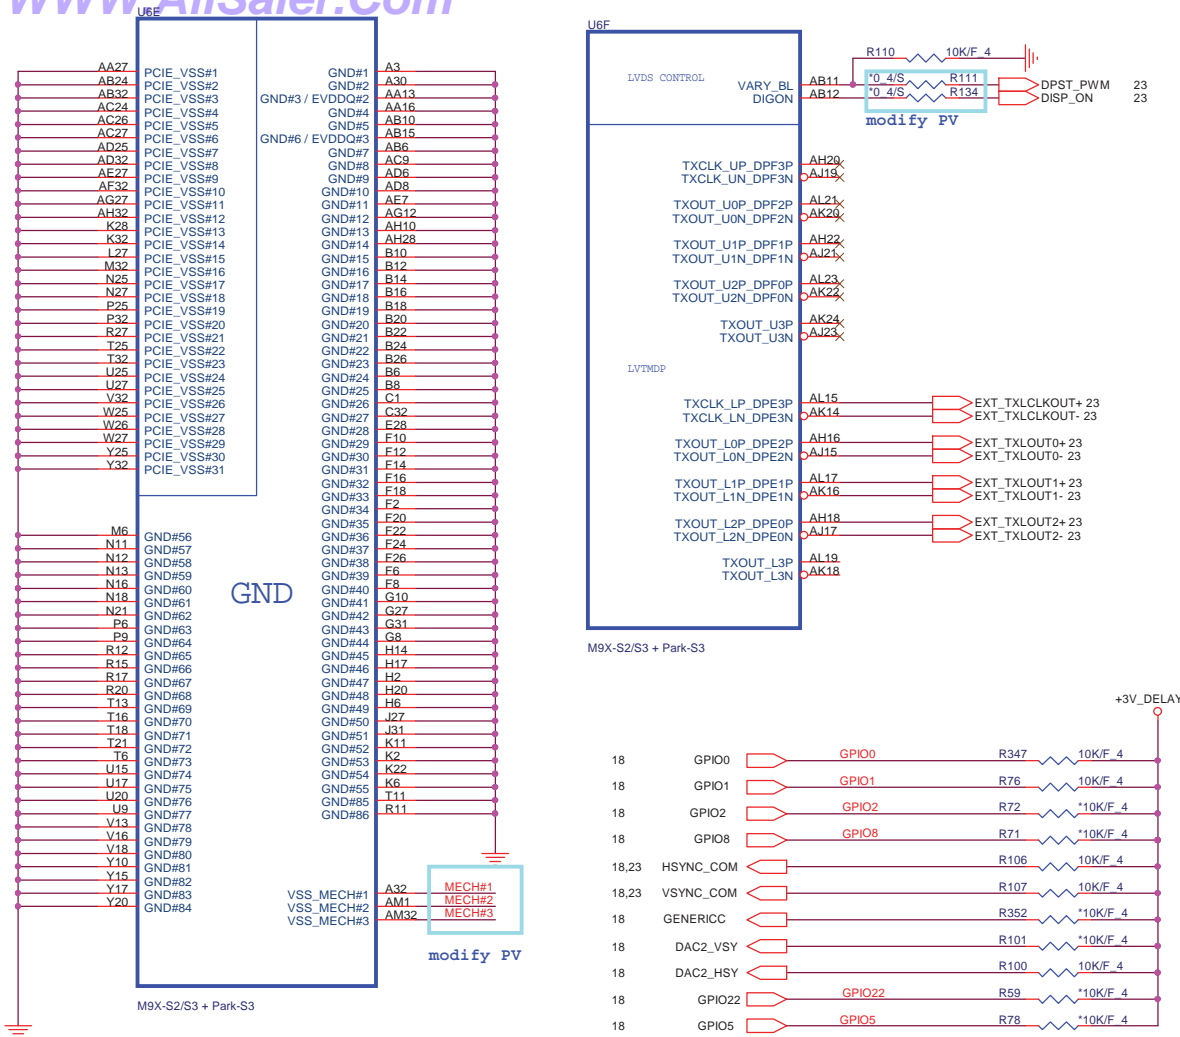 WWW.AllSaler.Com
U6E
AA27 PCIE_VSS#1 GND#1 A3
AB24 PCIE_VSS#2 GND#2 A30
AB32 PCIE_VSS#3 GND#3 / EVDDQ#2 AA13
AC24 PCIE_VSS#4 GND#4 AA16
AC26 PCIE_VSS#5 GND#5 AB10
AC27 PCIE_VSS#6 GND#6 / EVDDQ#3 AB15
AD25 PCIE_VSS#7 GND#7 AB6
AD32 PCIE_VSS#8 GND#8 AC9
AE27 PCIE_VSS#9 GND#9 AD6
AF32 PCIE_VSS#10 GND#10 AD8
AG27 PCIE_VSS#11 GND#11 AE7
AH32 PCIE_VSS#12 GND#12 AG12
K28 PCIE_VSS#13 GND#13 AH10
K32 PCIE_VSS#14 GND#14 AH28
L27 PCIE_VSS#15 GND#15 B10
M32 PCIE_VSS#16 GND#16 B12
N25 PCIE_VSS#17 GND#17 B14
N27 PCIE_VSS#18 GND#18 B16
P25 PCIE_VSS#19 GND#19 B18
P32 PCIE_VSS#20 GND#20 B20
R27 PCIE_VSS#21 GND#21 B22
T25 PCIE_VSS#22 GND#22 B24
T32 PCIE_VSS#23 GND#23 B26
U25 PCIE_VSS#24 GND#24 B6
U27 PCIE_VSS#25 GND#25 B8
V32 PCIE_VSS#26 GND#26 C1
W25 PCIE_VSS#27 GND#27 C32
W26 PCIE_VSS#28 GND#28 E28
W27 PCIE_VSS#29 GND#29 F10
Y25 PCIE_VSS#30 GND#30 F12
Y32 PCIE_VSS#31 GND#31 F14
GND#32 F16
GND#33 F18
GND#34 F2
GND#35 F20
M6 GND#56 GND#36 F22
N11 GND#57 GND#37 F24
N12 GND#58 GND#38 F26
N13 GND#59 GND#39 F6
N16 GND#60 GND#40 F8
N18 GND#61 GND#41 G10
N21 GND#62 GND#42 G27
P6 GND#63 GND#43 G31
P9 GND#64 GND#44 G8
R12 GND#65 GND#45 H14
R15 GND#66 GND#46 H17
R17 GND#67 GND#47 H2
R20 GND#68 GND#48 H20
T13 GND#69 GND#49 H6
T16 GND#70 GND#50 J27
T18 GND#71 GND#51 J31
T21 GND#72 GND#52 K11
T6 GND#73 GND#53 K2
U15 GND#74 GND#54 K22
U17 GND#75 GND#55 K6
U20 GND#76 GND#85 T11
U9 GND#77 GND#86 R11
V13 GND#78
V16 GND#79
V18 GND#80
Y10 GND#81
Y15 GND#82
Y17 GND#83
Y20 GND#84
GND
VSS_MECH#1 A32 MECH#1
VSS_MECH#2 AM1 MECH#2
VSS_MECH#3 AM32 MECH#3
modify PV
M9X-S2/S3 + Park-S3
U6F
LVDS CONTROL
R110 10K/F_4
VARY_BL AB11 *0_4/S R111 DPST_PWM 23
DIGON AB12 *0_4/S R134 DISP_ON 23
modify PV
TXCLK_UP_DPF3P AH20
TXCLK_UN_DPF3N AJ19
TXOUT_U0P_DPF2P AL21
TXOUT_U0N_DPF2N AK20
TXOUT_U1P_DPF1P AH22
TXOUT_U1N_DPF1N AJ21
TXOUT_U2P_DPF0P AL23
TXOUT_U2N_DPF0N AK22
TXOUT_U3P AK24
TXOUT_U3N AJ23
LVTMDP
TXCLK_LP_DPE3P AL15 EXT_TXLCLKOUT+ 23
TXCLK_LN_DPE3N AK14 EXT_TXLCLKOUT- 23
TXOUT_L0P_DPE2P AH16 EXT_TXLOUT0+ 23
TXOUT_L0N_DPE2N AJ15 EXT_TXLOUT0- 23
TXOUT_L1P_DPE1P AL17 EXT_TXLOUT1+ 23
TXOUT_L1N_DPE1N AK16 EXT_TXLOUT1- 23
TXOUT_L2P_DPE0P AH18 EXT_TXLOUT2+ 23
TXOUT_L2N_DPE0N AJ17 EXT_TXLOUT2- 23
TXOUT_L3P AL19
TXOUT_L3N AK18
M9X-S2/S3 + Park-S3
+3V_DELAY
18 GPIO0 GPIO0 R347 10K/F_4
18 GPIO1 GPIO1 R76 10K/F_4
18 GPIO2 GPIO2 R72 *10K/F_4
18 GPIO8 GPIO8 R71 *10K/F_4
18,23 HSYNC_COM R106 10K/F_4
18,23 VSYNC_COM R107 10K/F_4
18 GENERICC R352 *10K/F_4
18 DAC2_VSY R101 *10K/F_4
18 DAC2_HSY R100 10K/F_4
18 GPIO22 GPIO22 R59 *10K/F_4
18 GPIO5 GPIO5 R78 *10K/F_4